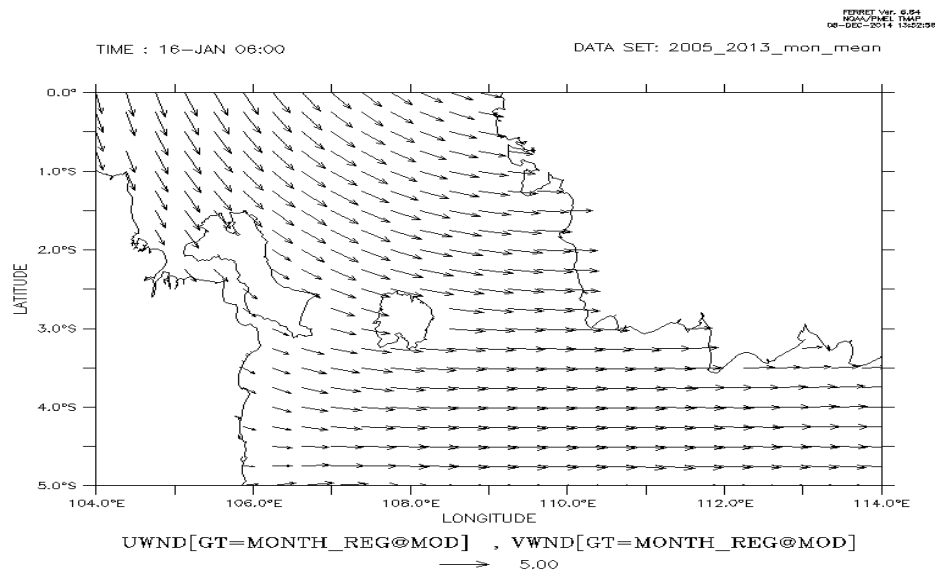 FERRET Ver. 6.84
NOAA/PMEL TMAP
08-DEC-2014 13:52:58
TIME : 16-JAN 06:00
DATA SET: 2005_2013_mon_mean
0.0°
1.0°S
2.0°S
3.0°S
4.0°S
5.0°S
LATITUDE
104.0°E
106.0°E
108.0°E
110.0°E
112.0°E
114.0°E
LONGITUDE
UWND[GT=MONTH_REG@MOD] , VWND[GT=MONTH_REG@MOD]
5.00